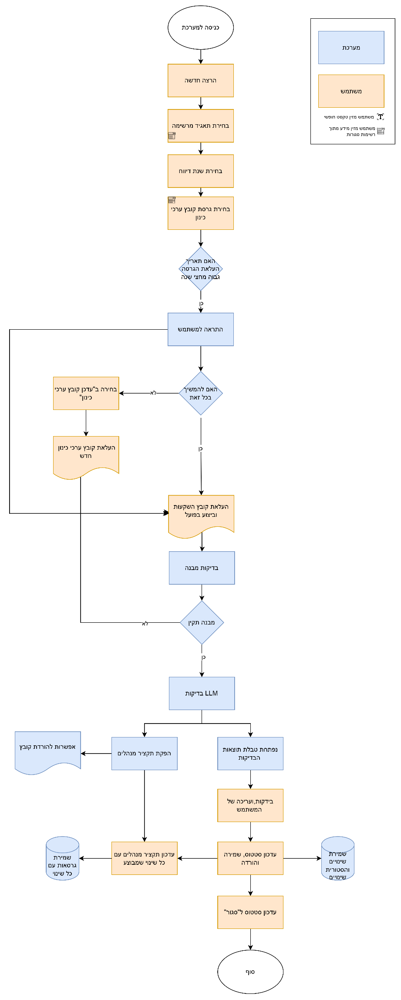 כניסה למערכת
מערכת
משתמש
משתמש מזין טקסט חופשי
T
משתמש מזין מידע מתוך
רשימות סגורות
הרצה חדשה
בחירת תאגיד מרשימה
בחירת שנת דיווח
בחירת גרסת קובץ ערכי
כינון
האם תאריך
העלאת הגרסה
גבוה מחצי שנה
כן
התראה למשתמש
האם להמשיך
בכל זאת
לא
בחירה ב"עדכן קובץ ערכי
כינון"
העלאת קובץ ערכי כינון
חדש
כן
העלאת קובץ השקעות
וביצוע בפועל
בדיקות מבנה
מבנה תקין
לא
כן
בדיקות LLM
נפתחת טבלת תוצאות
הבדיקות
הפקת תקציר מנהלים
אפשרות להורדת קובץ
בידקות,ועריכה של
המשתמש
שמירת
שינויים
והסטורית
שינויים
עדכון סטטוס, שמירה
והורדה
עדכון תקציר מנהלים עם
כל שינוי שמבוצע
שמירת
גרסאות עם
כל שינוי
עדכון סטטוס ל"סגור"
סוף